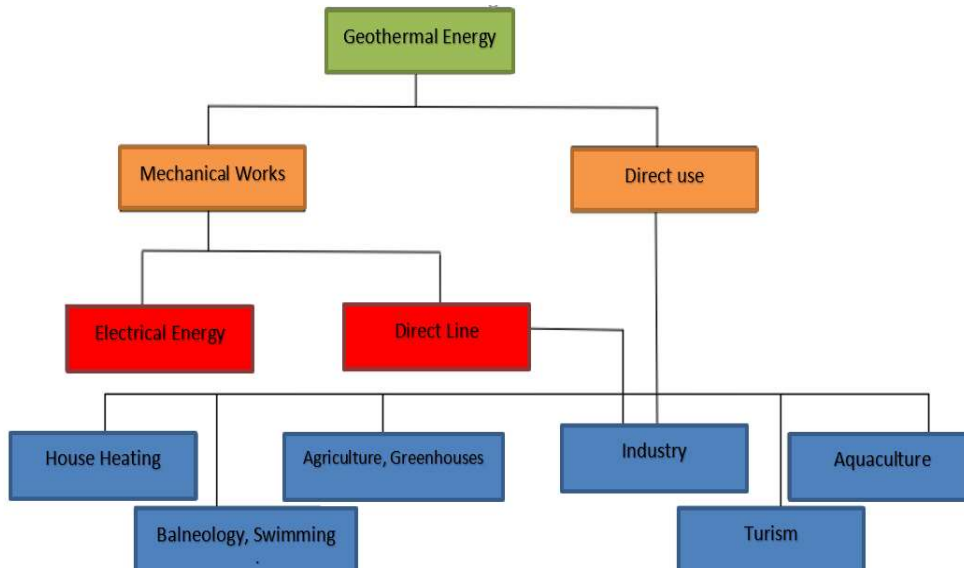 Geothermal Energy
Mechanical Works
Direct use
Electrical Energy
Direct Line
House Heating
Agriculture, Greenhouses
Industry
Aquaculture
Balneology, Swimming
.
Turism